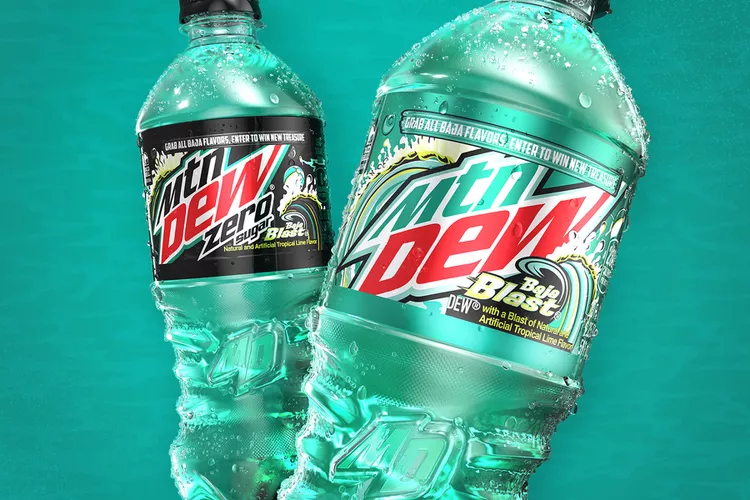 GRAB ALL BAJA FLAVORS, ENTER TO WIN NEW TREASURE
Mtn
DEW®
zero
sugar
Baja
Blast®
Natural and Artificial Tropical Lime Flavor
GRAB ALL BAJA FLAVORS, ENTER TO WIN NEW TREASURE
Mtn
DEW
Baja
Blast®
DEW® with a Blast of Natural and
Artificial Tropical Lime Flavor